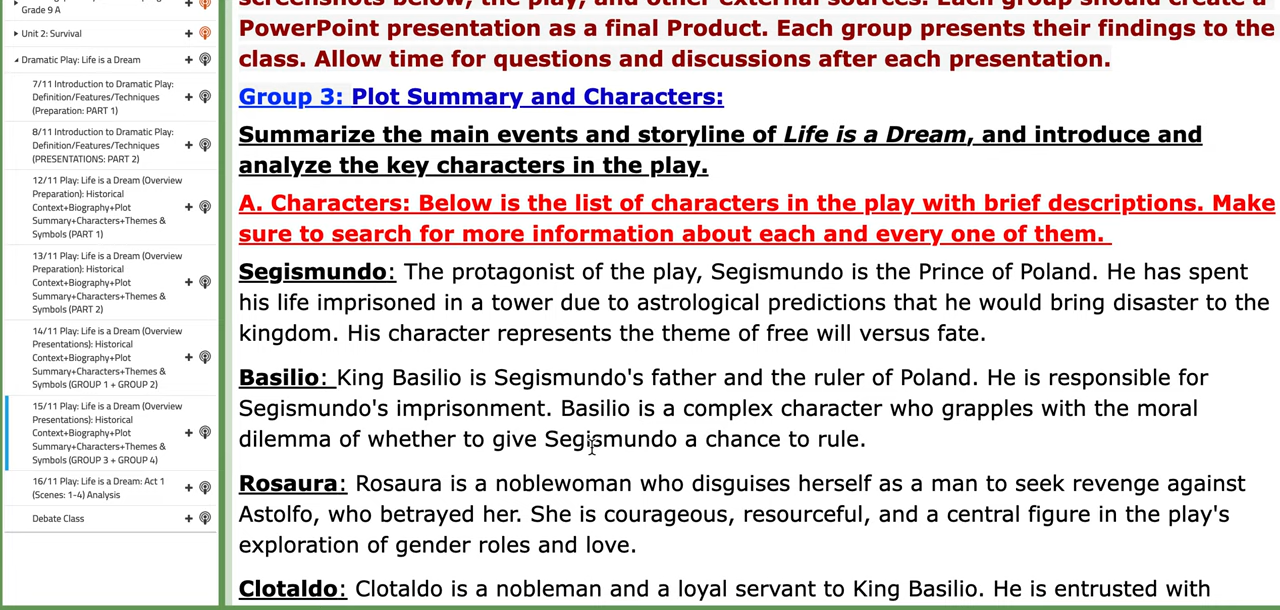 Grade 9 A
Unit 2: Survival
Dramatic Play: Life is a Dream
7/11 Introduction to Dramatic Play:
Definition/Features/Techniques
(Preparation: PART 1)
8/11 Introduction to Dramatic Play:
Definition/Features/Techniques
(PRESENTATIONS: PART 2)
12/11 Play: Life is a Dream (Overview
Preparation): Historical
Context+Biography+Plot
Summary+Characters+Themes &
Symbols (PART 1)
13/11 Play: Life is a Dream (Overview
Preparation): Historical
Context+Biography+Plot
Summary+Characters+Themes &
Symbols (PART 2)
14/11 Play: Life is a Dream (Overview
Presentations): Historical
Context+Biography+Plot
Summary+Characters+Themes &
Symbols (GROUP 1 + GROUP 2)
15/11 Play: Life is a Dream (Overview
Presentations): Historical
Context+Biography+Plot
Summary+Characters+Themes &
Symbols (GROUP 3 + GROUP 4)
16/11 Play: Life is a Dream: Act 1
(Scenes: 1-4) Analysis
Debate Class
screenshots below, the play, and other external sources. Each group should create a
PowerPoint presentation as a final Product. Each group presents their findings to the
class. Allow time for questions and discussions after each presentation.
Group 3: Plot Summary and Characters:
Summarize the main events and storyline of Life is a Dream, and introduce and
analyze the key characters in the play.
A. Characters: Below is the list of characters in the play with brief descriptions. Make
sure to search for more information about each and every one of them.
Segismundo: The protagonist of the play, Segismundo is the Prince of Poland. He has spent
his life imprisoned in a tower due to astrological predictions that he would bring disaster to the
kingdom. His character represents the theme of free will versus fate.
Basilio: King Basilio is Segismundo's father and the ruler of Poland. He is responsible for
Segismundo's imprisonment. Basilio is a complex character who grapples with the moral
dilemma of whether to give Segismundo a chance to rule.
Rosaura: Rosaura is a noblewoman who disguises herself as a man to seek revenge against
Astolfo, who betrayed her. She is courageous, resourceful, and a central figure in the play's
exploration of gender roles and love.
Clotaldo: Clotaldo is a nobleman and a loyal servant to King Basilio. He is entrusted with